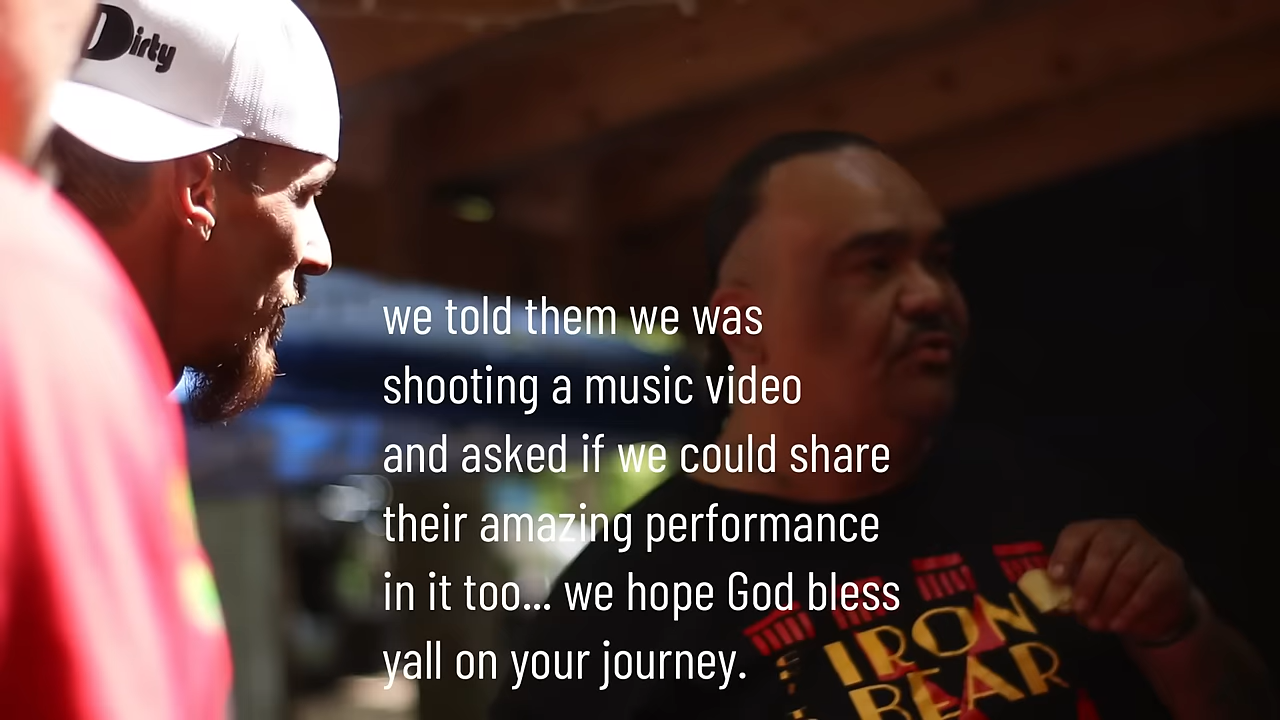 Dirty
we told them we was
shooting a music video
and asked if we could share
their amazing performance
in it too... we hope God bless
yall on your journey.
IRON
BEAR